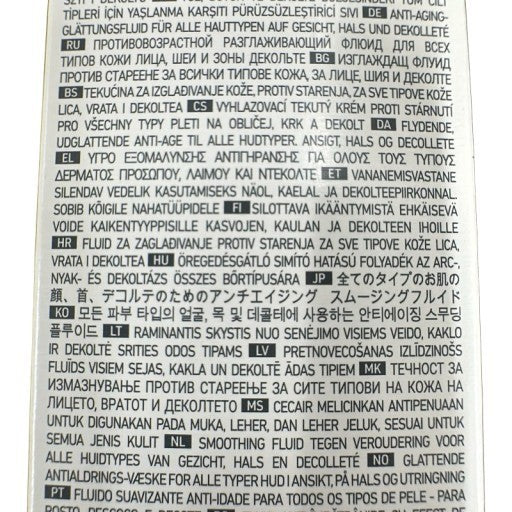 TİPLERİ İÇİN YAŞLANMA KARŞITI PÜRÜZSÜZLEŞTİRİCİ SIVI DE ANTI-AGING-
GLÄTTUNGSFLUID FÜR ALLE HAUTTYPEN AUF GESICHT, HALS UND DEKOLLETÉ
RU ПРОТИВОВОЗРАСТНОЙ РАЗГЛАЖИВАЮЩИЙ ФЛЮИД ДЛЯ ВСЕХ
ТИПОВ КОЖИ ЛИЦА, ШЕИ И ЗОНЫ ДЕКОЛЬТЕ BG ИЗГЛАЖДАЩ ФЛУИД
ПРОТИВ СТАРЕЕНЕ ЗА ВСИЧКИ ТИПОВЕ КОЖА, ЗА ЛИЦЕ, ШИЯ И ДЕКОЛТЕ
BS TEKUĆINA ZA IZGLAĐIVANJE KOŽE, PROTIV STARENJA, ZA SVE TIPOVE KOŽE
LICA, VRATA I DEKOLTEA CS VYHLAZOVACÍ TEKUTÝ KRÉM PROTI STÁRNUTÍ
PRO VŠECHNY TYPY PLETI NA OBLIČEJ, KRK A DEKOLT DA FLYDENDE,
UDGLATTENDE ANTI-AGE TIL ALLE HUDTYPER. ANSIGT, HALS OG DECOLLETE
EL ΥΓΡΟ ΕΞΟΜΑΛΥΝΣΗΣ ΑΝΤΙΓΗΡΑΝΣΗΣ ΓΙΑ ΟΛΟΥΣ ΤΟΥΣ ΤΥΠΟΥΣ
ΔΕΡΜΑΤΟΣ ΠΡΟΣΩΠΟΥ, ΛΑΙΜΟΥ ΚΑΙ ΝΤΕΚΟΛΤΕ ET VANANEMISVASTANE
SILENDAV VEDELIK KASUTAMISEKS NÄOL, KAELAL JA DEKOLTEEPIIRKONNAL.
SOBIB KÕIGILE NAHATÜÜPIDELE FI SILOTTAVA IKÄÄNTYMISTÄ EHKÄISEVÄ
VOIDE KAIKENTYYPPISILLE KASVOJEN, KAULAN JA DEKOLTEEN IHOILLE
HR FLUID ZA ZAGLAĐIVANJE PROTIV STARENJA ZA SVE TIPOVE KOŽE LICA,
VRATA I DEKOLTEA HU ÖREGEDÉSGÁTLÓ SIMÍTÓ HATÁSÚ FOLYADÉK AZ ARC-,
NYAK- ÉS DEKOLTÁZS ÖSSZES BŐRTÍPUSÁRA JP 全てのタイプのお肌の
顔、首、デコルテのためのアンチエイジング スムージングフルイド
KO 모든 피부 타입의 얼굴, 목 및 데콜테에 사용하는 안티에이징 스무딩
플루이드 LT RAMINANTIS SKYSTIS NUO SENĖJIMO VISIEMS VEIDO, KAKLO
IR DEKOLTĖ SRITIES ODOS TIPAMS LV PRETNOVECOŠANAS IZLĪDZINOŠS
FLUĪDS VISIEM SEJAS, KAKLA UN DEKOLTĒ ĀDAS TIPIEM MK ТЕЧНОСТ ЗА
ИЗМАЗНУВАЊЕ ПРОТИВ СТАРЕЕЊЕ ЗА СИТЕ ТИПОВИ НА КОЖА НА
ЛИЦЕТО, ВРАТОТ И ДЕКОЛТЕТО MS CECAIR MELICINKAN ANTIPENUAAN
UNTUK DIGUNAKAN PADA MUKA, LEHER, DAN LEHER JELUK, SESUAI UNTUK
SEMUA JENIS KULIT NL SMOOTHING FLUID TEGEN VEROUDERING VOOR
ALLE HUIDTYPES VAN GEZICHT, HALS EN DECOLLETÉ NO GLATTENDE
ANTIALDRINGS-VÆSKE FOR ALLE TYPER HUD I ANSIKT, PÅ HALS OG UTRINGNING
PT FLUIDO SUAVIZANTE ANTI-IDADE PARA TODOS OS TIPOS DE PELE - PARA